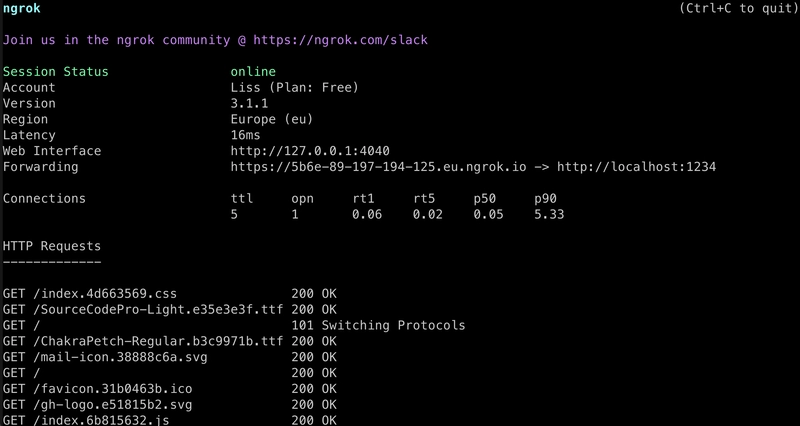 ngrok (Ctrl+C to quit)
Join us in the ngrok community @ https://ngrok.com/slack
Session Status online
Account Liss (Plan: Free)
Version 3.1.1
Region Europe (eu)
Latency 16ms
Web Interface http://127.0.0.1:4040
Forwarding https://5b6e-89-197-194-125.eu.ngrok.io -> http://localhost:1234
Connections ttl opn rt1 rt5 p50 p90
5 1 0.06 0.02 0.05 5.33
HTTP Requests
-------------
GET /index.4d663569.css 200 OK
GET /SourceCodePro-Light.e35e3e3f.ttf 200 OK
GET / 101 Switching Protocols
GET /ChakraPetch-Regular.b3c9971b.ttf 200 OK
GET /mail-icon.38888c6a.svg 200 OK
GET / 200 OK
GET /favicon.31b0463b.ico 200 OK
GET /gh-logo.e51815b2.svg 200 OK
GET /index.6b815632.js 200 OK